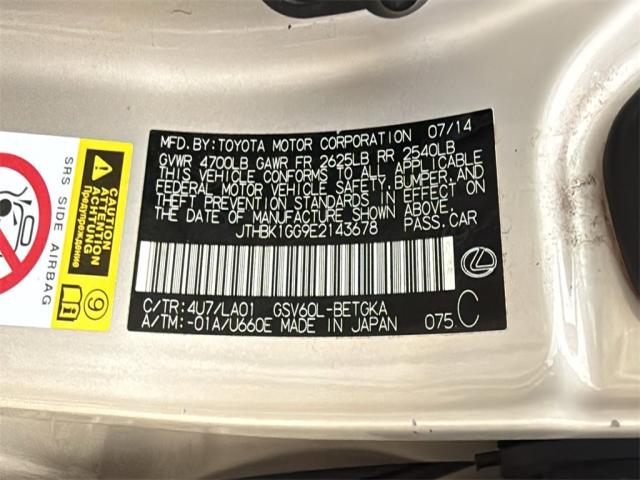 MFD.BY:TOYOTA MOTOR CORPORATION 07/14
GVWR 4700LB GAWR FR 2625LB RR 2540LB
THIS VEHICLE CONFORMS TO ALL APPLICABLE
FEDERAL MOTOR VEHICLE SAFETY,BUMPER,AND
THEFT PREVENTION STANDARDS IN EFFECT ON
THE DATE OF MANUFACTURE SHOWN ABOVE.
JTHBK1GG9E2143678 PASS.CAR
C/TR:4U7/LA01 GSV60L-BETGKA
A/TM:-01A/U660E MADE IN JAPAN 075 C
SRS SIDE AIRBAG
CAUTION
ATTENTION
ACHTUNG
Предупреждение
9